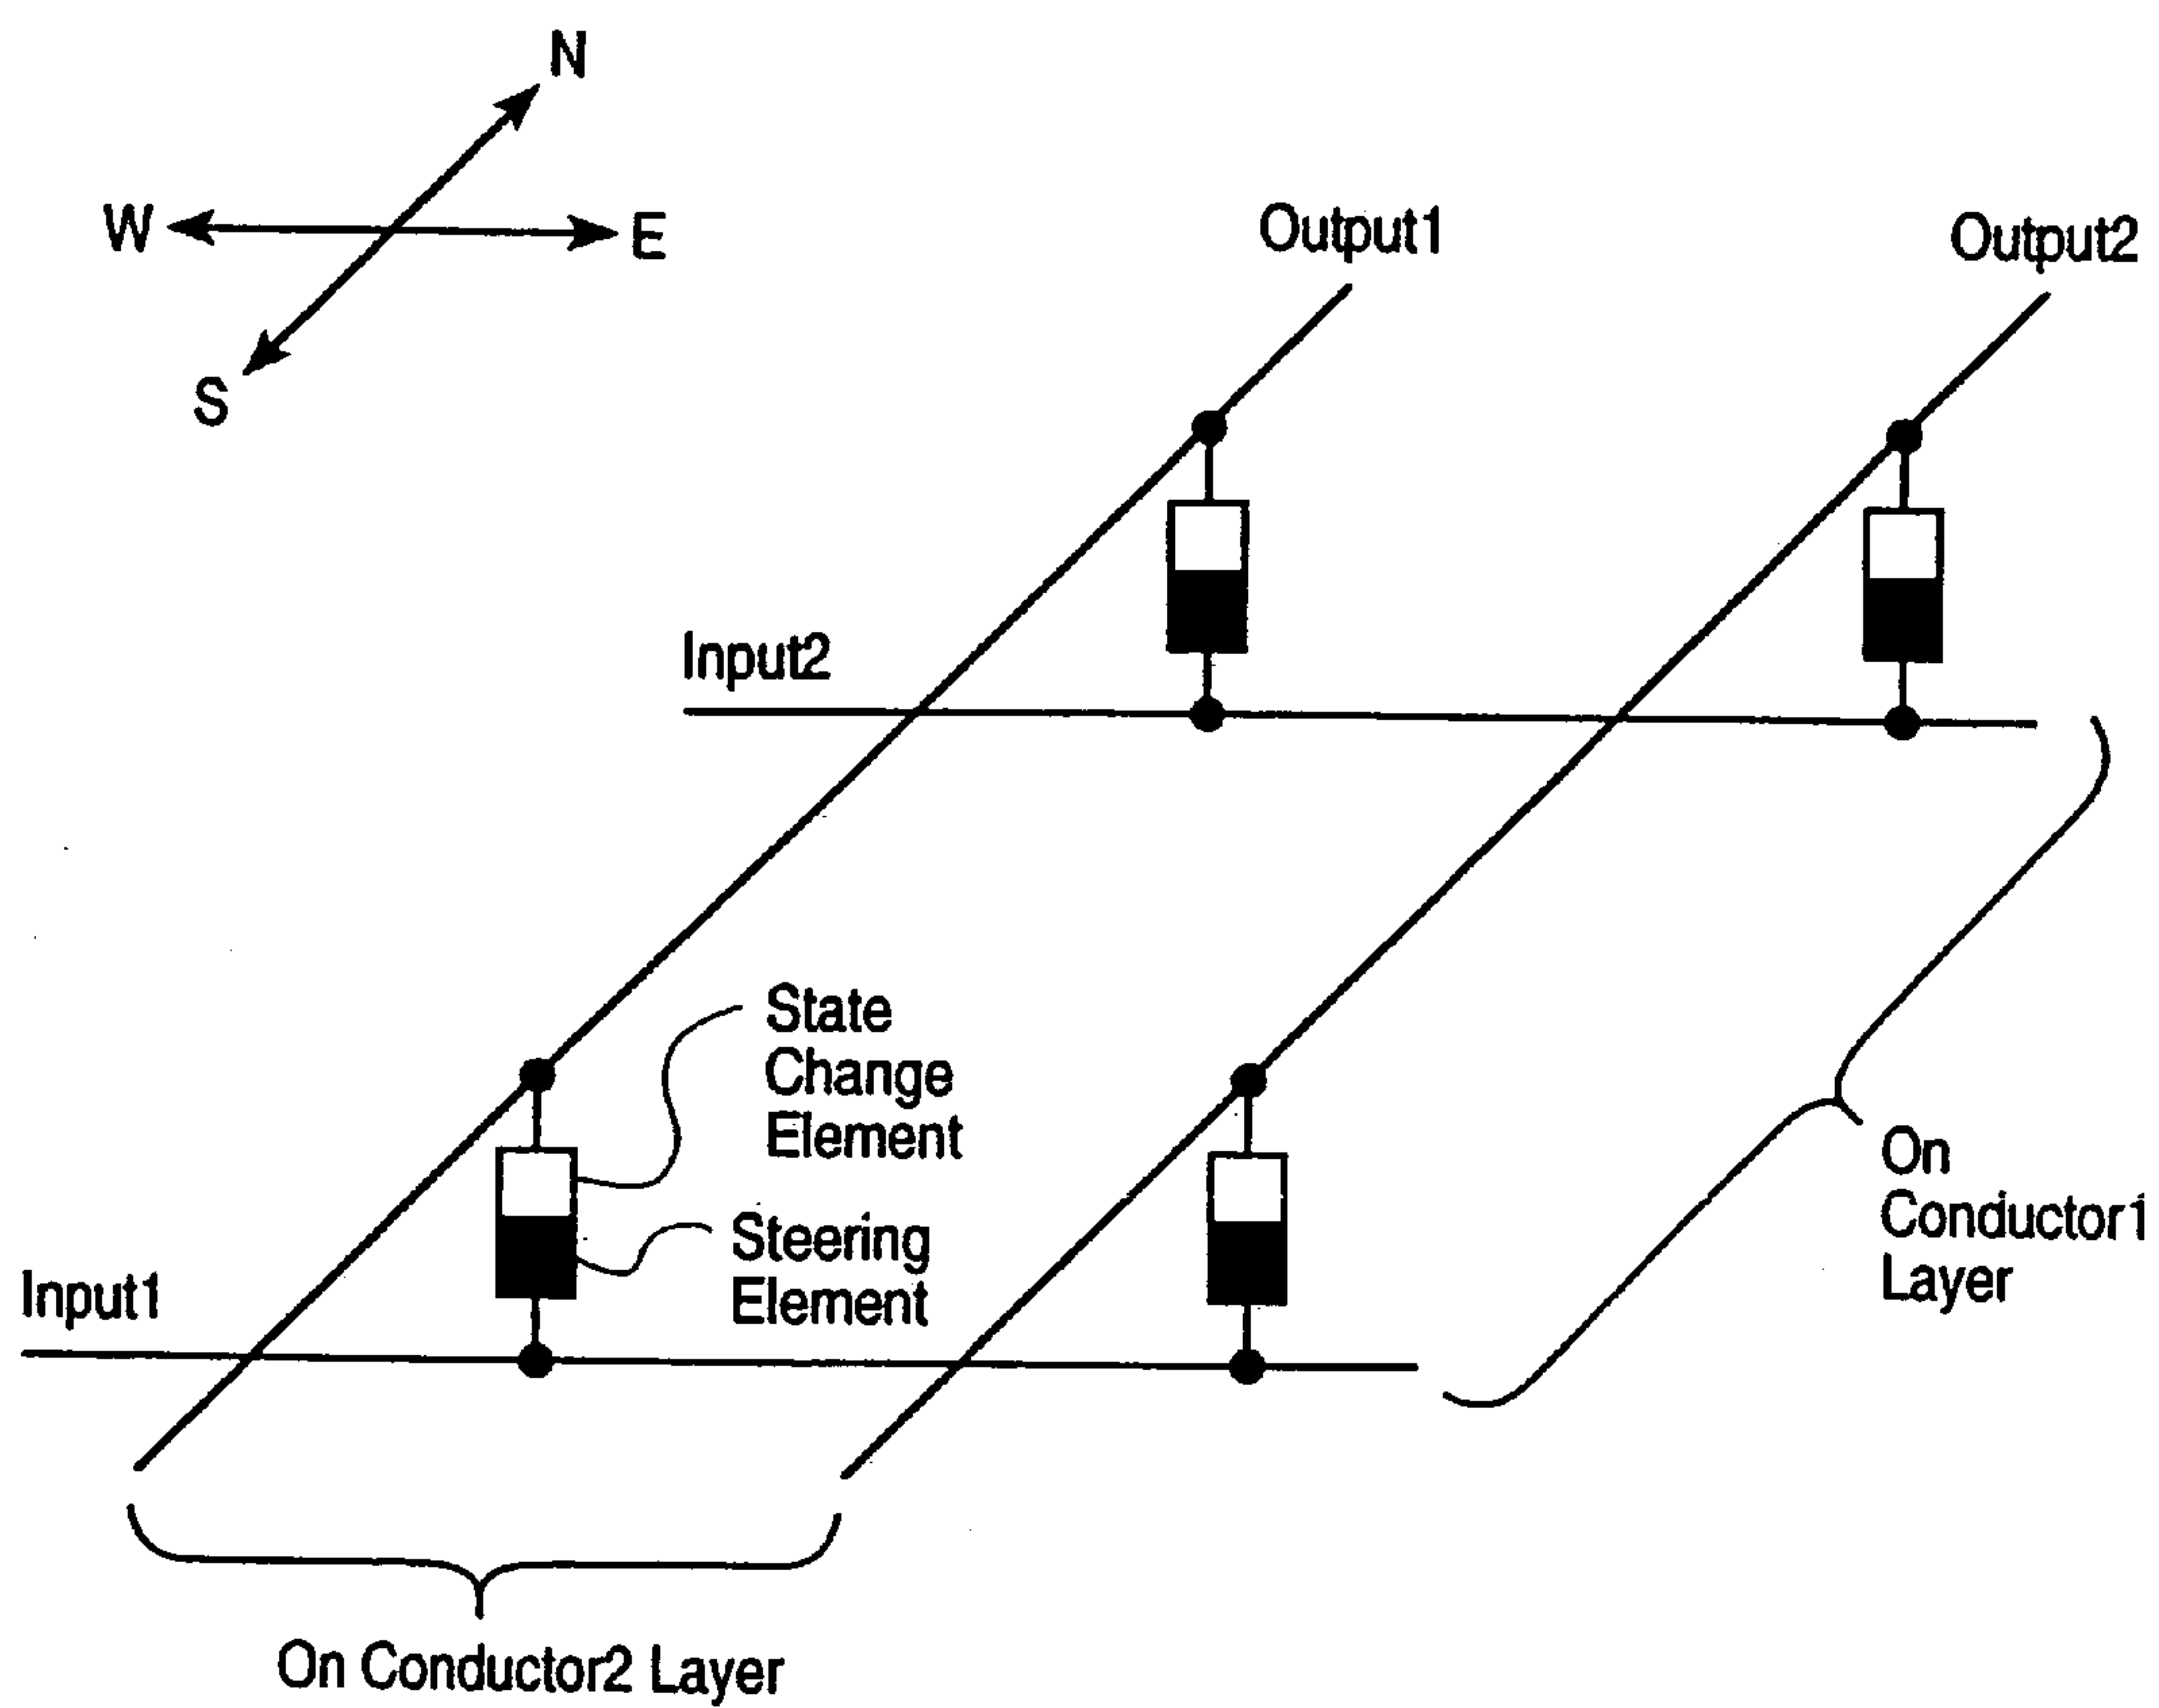 N
W
E
S
Output1
Output2
Input2
State
Change
Element
Steering
Element
Input1
On
Conductor1
Layer
On Conductor2 Layer